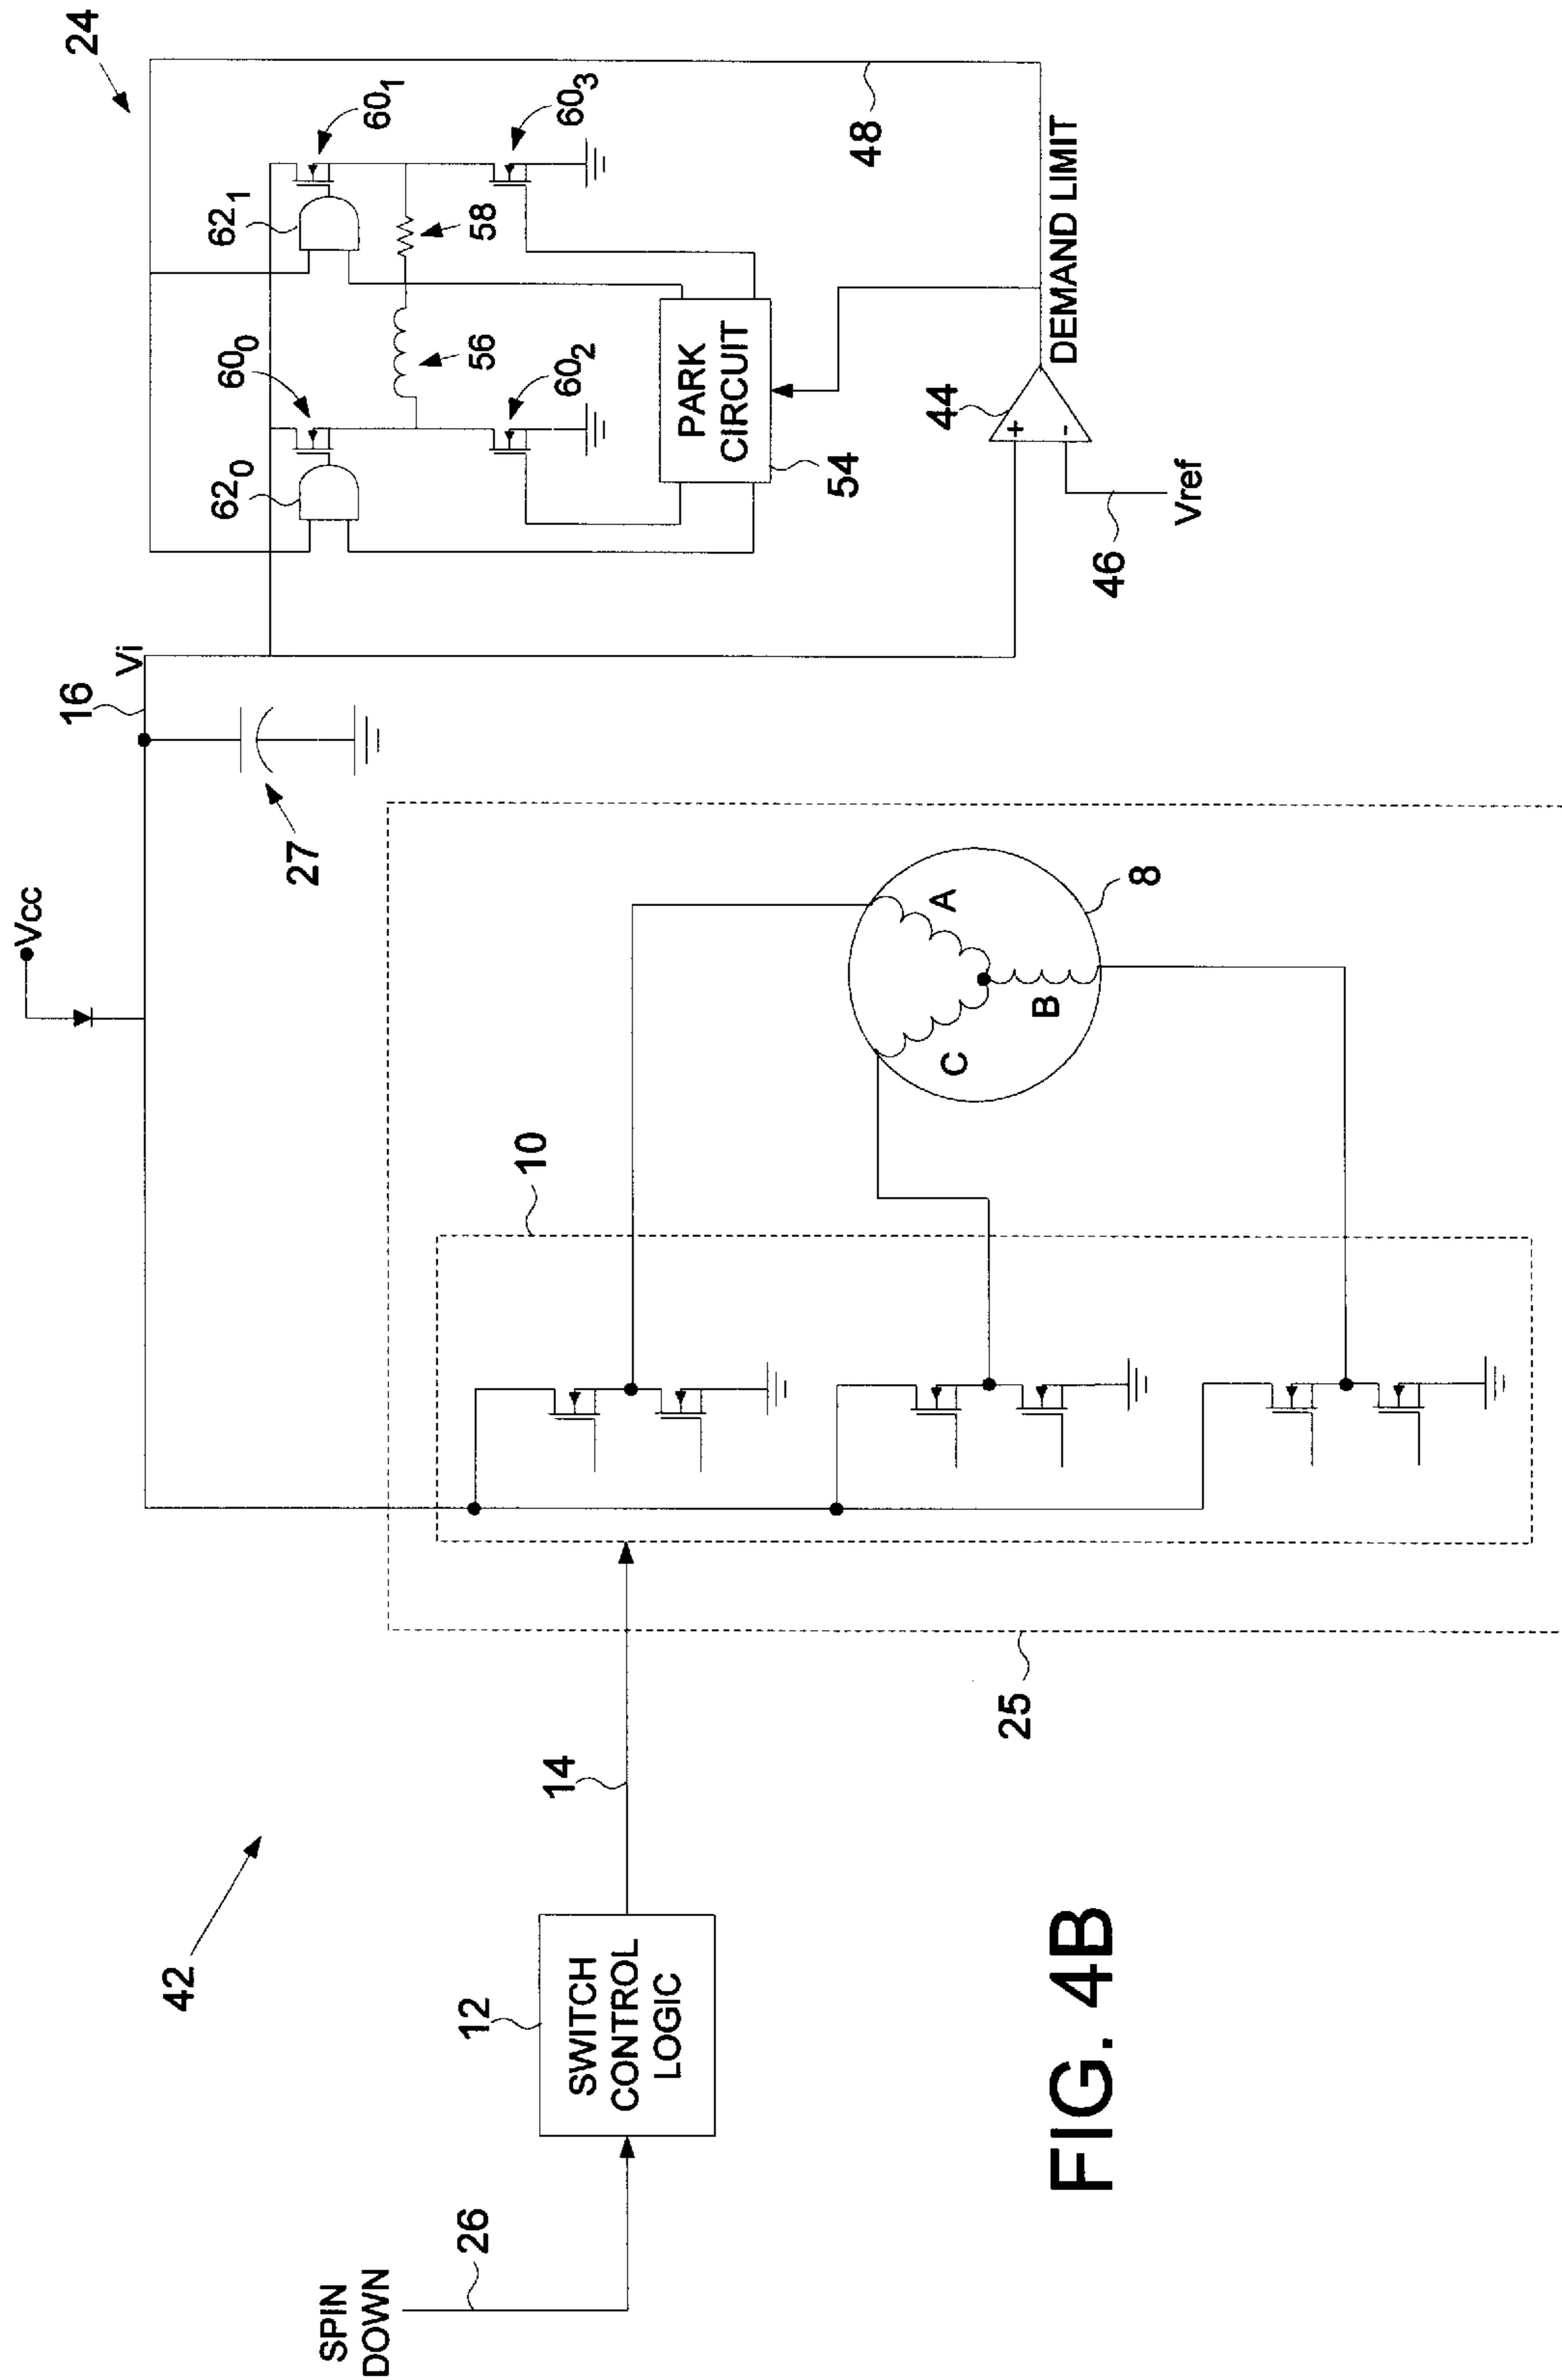 SPIN
DOWN
26
42
12
SWITCH
CONTROL
LOGIC
14
25
10
Vcc
27
16
Vi
A
B
C
8
24
62₀
60₀
62₁
60₁
56
58
60₂
60₃
PARK
CIRCUIT
54
44
+
-
46
Vref
DEMAND LIMIT
48
FIG. 4B